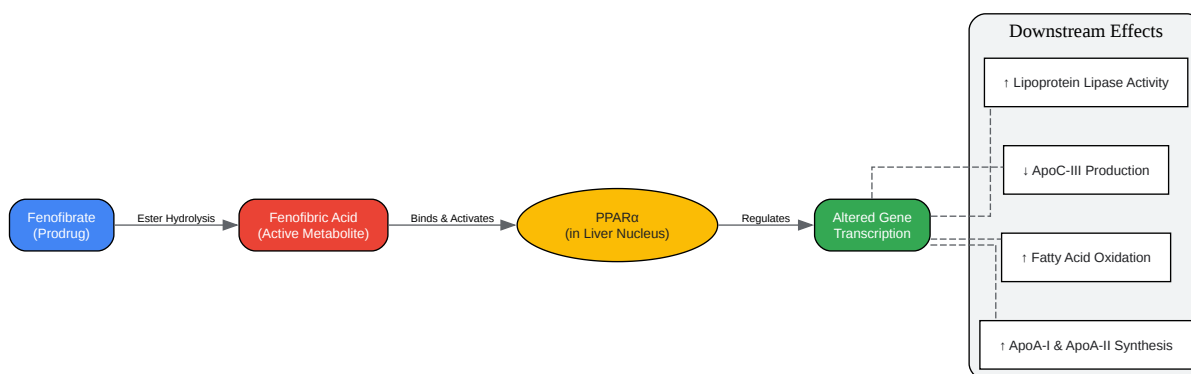 Downstream Effects
↑ Lipoprotein Lipase Activity
↓ ApoC-III Production
Fenofibrate
(Prodrug)
Ester Hydrolysis
Fenofibric Acid
(Active Metabolite)
Binds & Activates
PPARα
(in Liver Nucleus)
Regulates
Altered Gene
Transcription
↑ Fatty Acid Oxidation
↑ ApoA-I & ApoA-II Synthesis